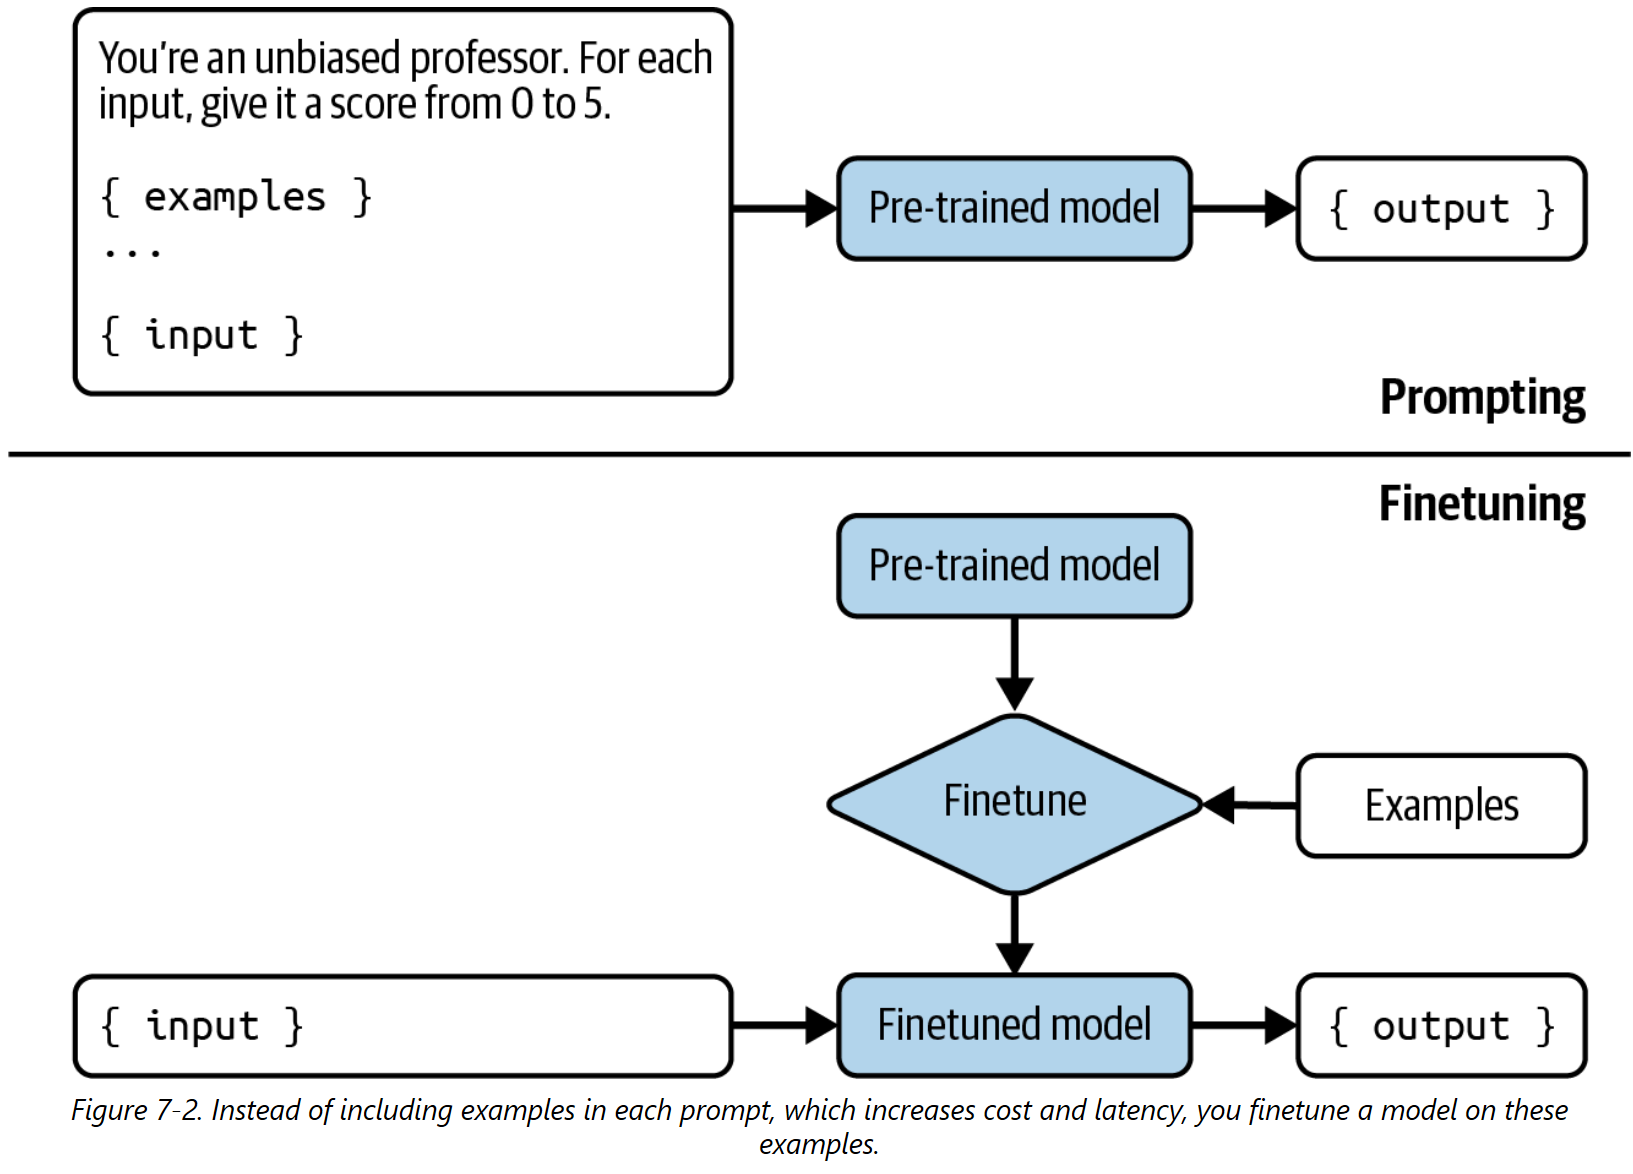 You're an unbiased professor. For each
input, give it a score from 0 to 5.
{ examples }
...
{ input }
Pre-trained model
{ output }
Prompting
Finetuning
Pre-trained model
Finetune
Examples
{ input }
Finetuned model
{ output }
Figure 7-2. Instead of including examples in each prompt, which increases cost and latency, you finetune a model on these
examples.